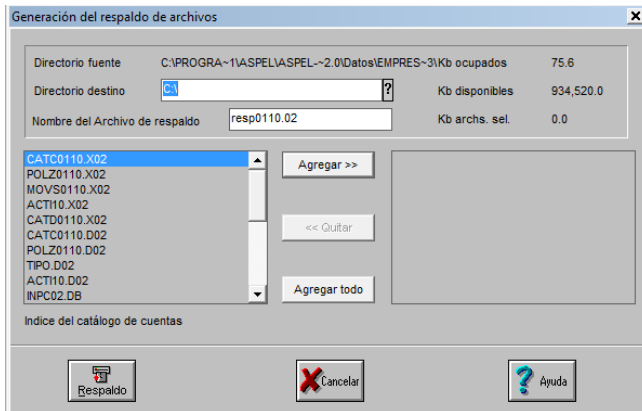 Generación del respaldo de archivos
Directorio fuente C:\PROGRA~1\ASPEL\ASPEL-~2.0\Datos\EMPRES~3\ Kb ocupados 75.6
Directorio destino C:\ ? Kb disponibles 934,520.0
Nombre del Archivo de respaldo resp0110.02 Kb archs. sel. 0.0
CATC0110.X02
POLZ0110.X02
MOVS0110.X02
ACTI10.X02
CATD0110.X02
CATC0110.D02
POLZ0110.D02
TIPO.D02
ACTI10.D02
INPC02.DB
Agregar >>
<< Quitar
Agregar todo
Indice del catálogo de cuentas
Respaldo
Cancelar
? Ayuda